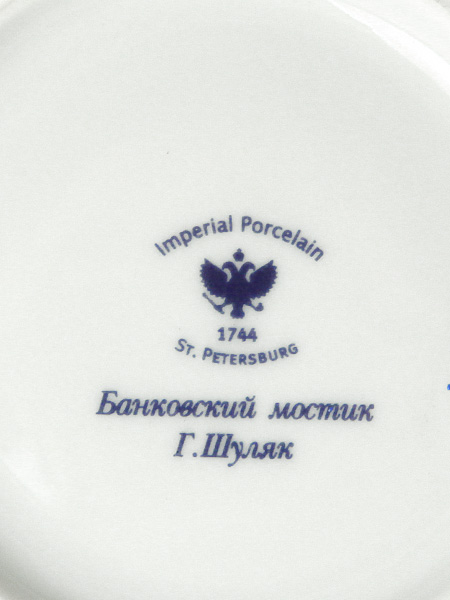 Imperial Porcelain
1744
St. Petersburg
Банковский мостик
Г.Шуляк